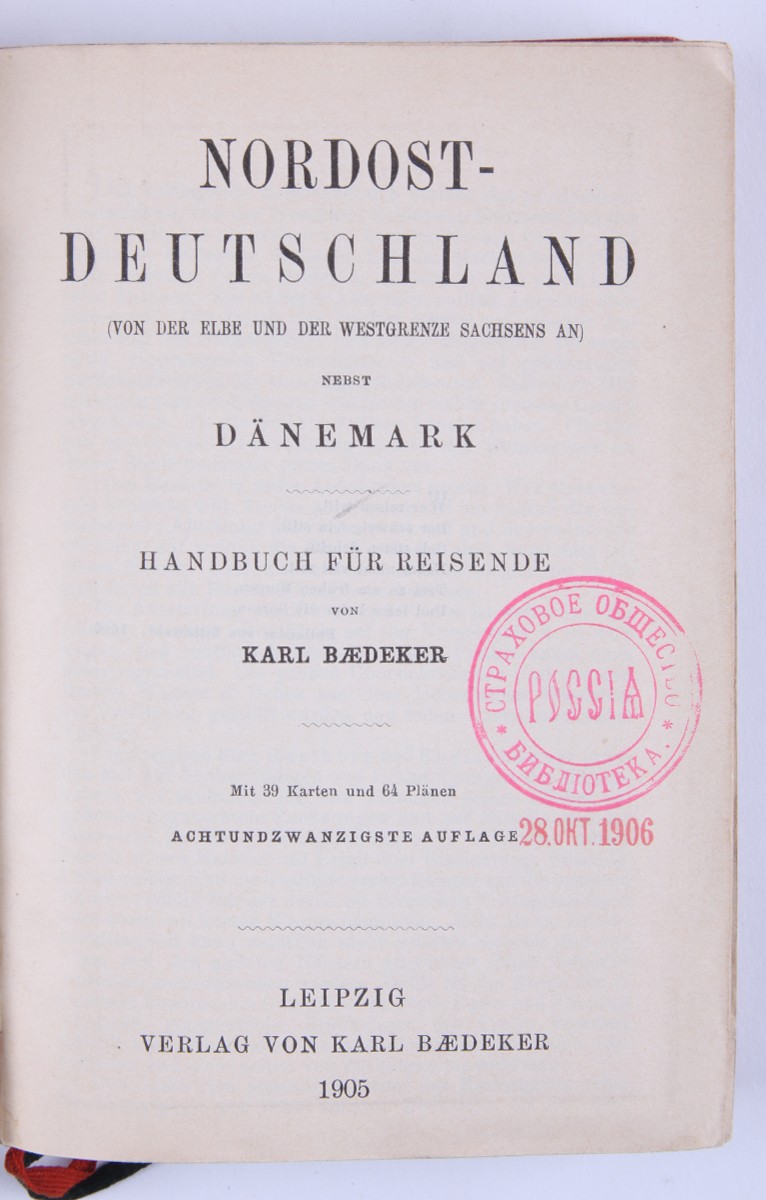 NORDOST-
DEUTSCHLAND
(VON DER ELBE UND DER WESTGRENZE SACHSENS AN)
NEBST
DÄNEMARK
HANDBUCH FÜR REISENDE
VON
KARL BÆDEKER
Mit 39 Karten und 64 Plänen
ACHTUNDZWANZIGSTE AUFLAGE
СТРАХОВОЕ ОБЩЕСТВО
РОССІЯ
* БИБЛІОТЕКА. *
28.ОКТ.1906
LEIPZIG
VERLAG VON KARL BÆDEKER
1905